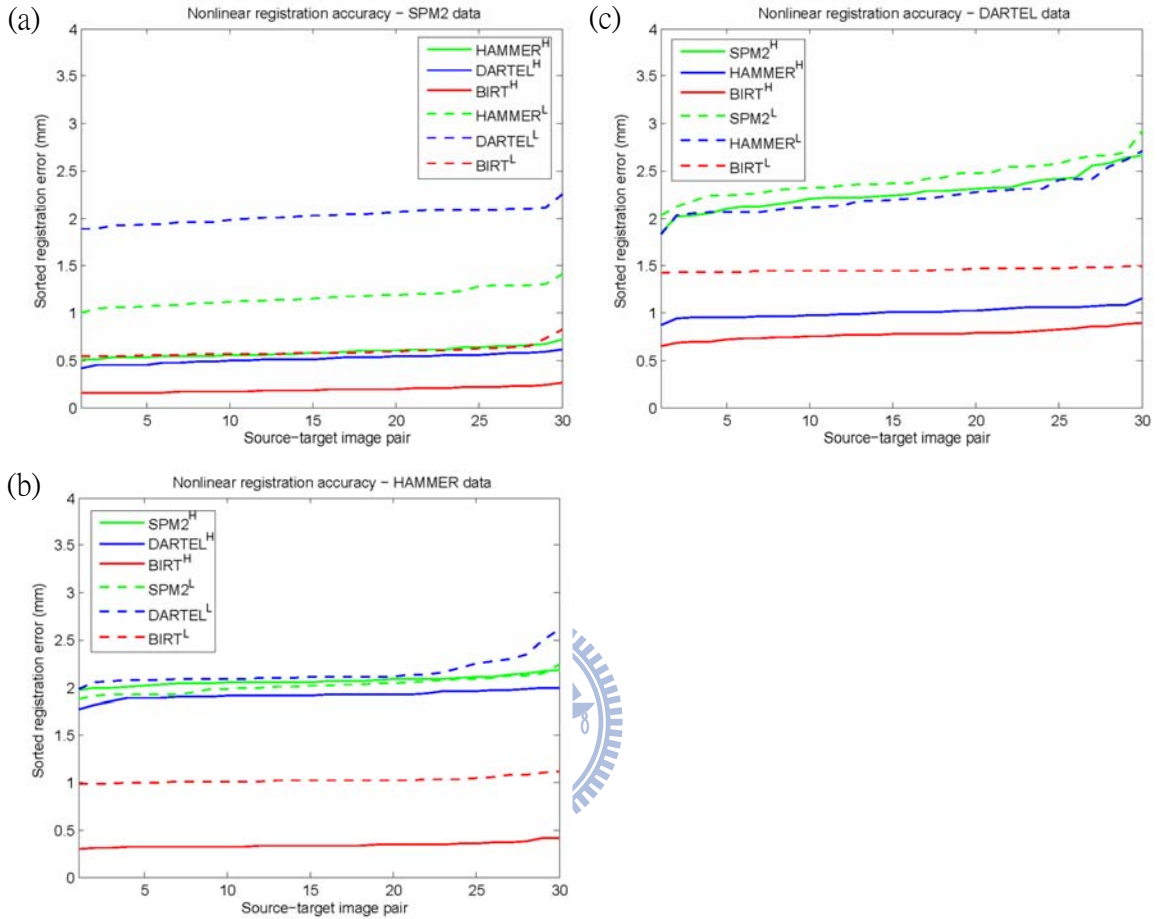 (a)
Nonlinear registration accuracy – SPM2 data
4
3.5
3
2.5
2
1.5
1
0.5
0
Sorted registration error (mm)
HAMMER^H
DARTEL^H
BIRT^H
HAMMER^L
DARTEL^L
BIRT^L
5 10 15 20 25 30
Source–target image pair
(c)
Nonlinear registration accuracy – DARTEL data
4
3.5
3
2.5
2
1.5
1
0.5
0
Sorted registration error (mm)
SPM2^H
HAMMER^H
BIRT^H
SPM2^L
HAMMER^L
BIRT^L
5 10 15 20 25 30
Source–target image pair
(b)
Nonlinear registration accuracy – HAMMER data
4
3.5
3
2.5
2
1.5
1
0.5
0
Sorted registration error (mm)
SPM2^H
DARTEL^H
BIRT^H
SPM2^L
DARTEL^L
BIRT^L
5 10 15 20 25 30
Source–target image pair